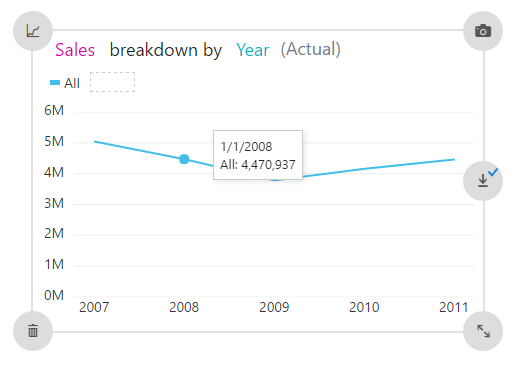 Sales breakdown by Year (Actual)
All
6M
5M
1/1/2008
All: 4,470,937
4M
3M
2M
1M
0M
2007 2008 2009 2010 2011